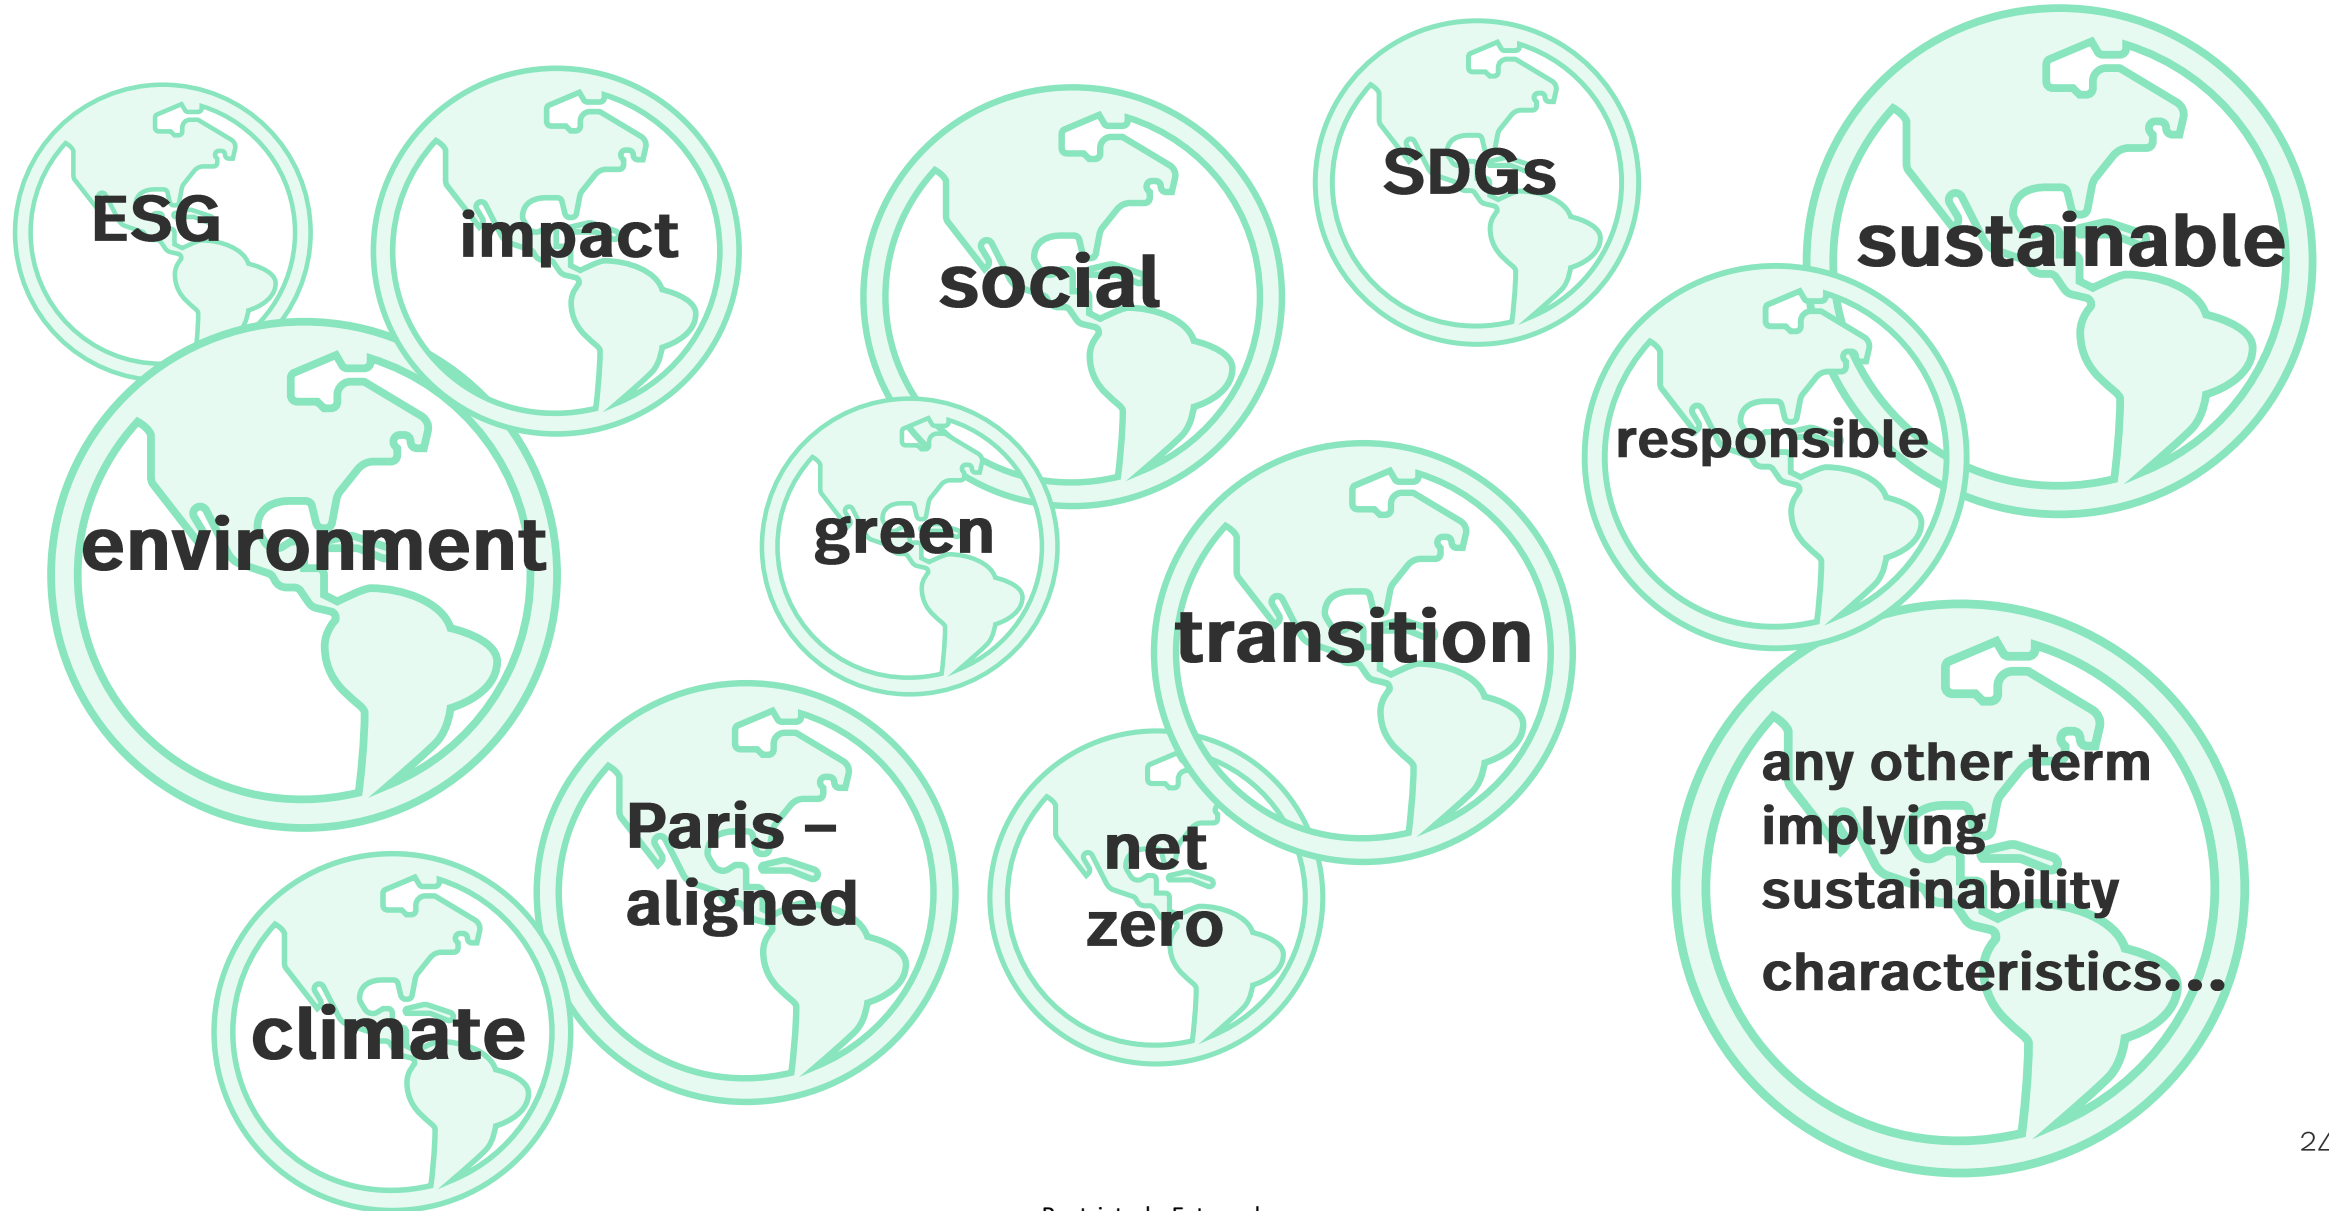 ESG
impact
social
SDGs
sustainable
environment
green
responsible
transition
Paris –
aligned
net
zero
any other term
implying
sustainability
characteristics...
climate